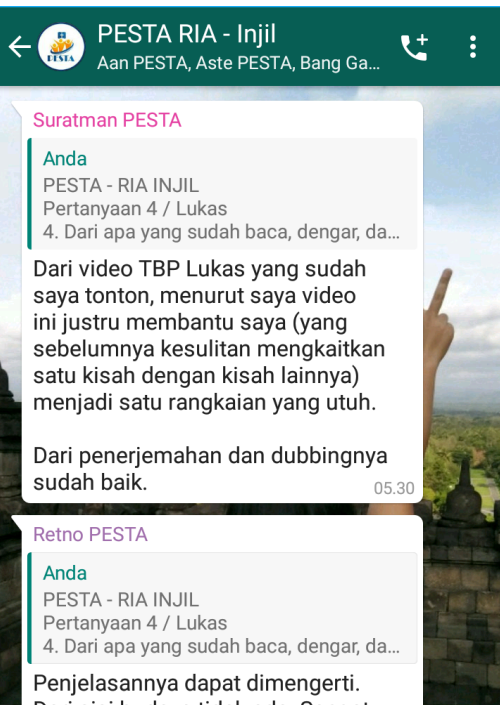 PESTA RIA - Injil
Aan PESTA, Aste PESTA, Bang Ga...
PESTA
Suratman PESTA
Anda
PESTA - RIA INJIL
Pertanyaan 4 / Lukas
4. Dari apa yang sudah baca, dengar, da...
Dari video TBP Lukas yang sudah
saya tonton, menurut saya video
ini justru membantu saya (yang
sebelumnya kesulitan mengkaitkan
satu kisah dengan kisah lainnya)
menjadi satu rangkaian yang utuh.
Dari penerjemahan dan dubbingnya
sudah baik.
05.30
Retno PESTA
Anda
PESTA - RIA INJIL
Pertanyaan 4 / Lukas
4. Dari apa yang sudah baca, dengar, da...
Penjelasannya dapat dimengerti.